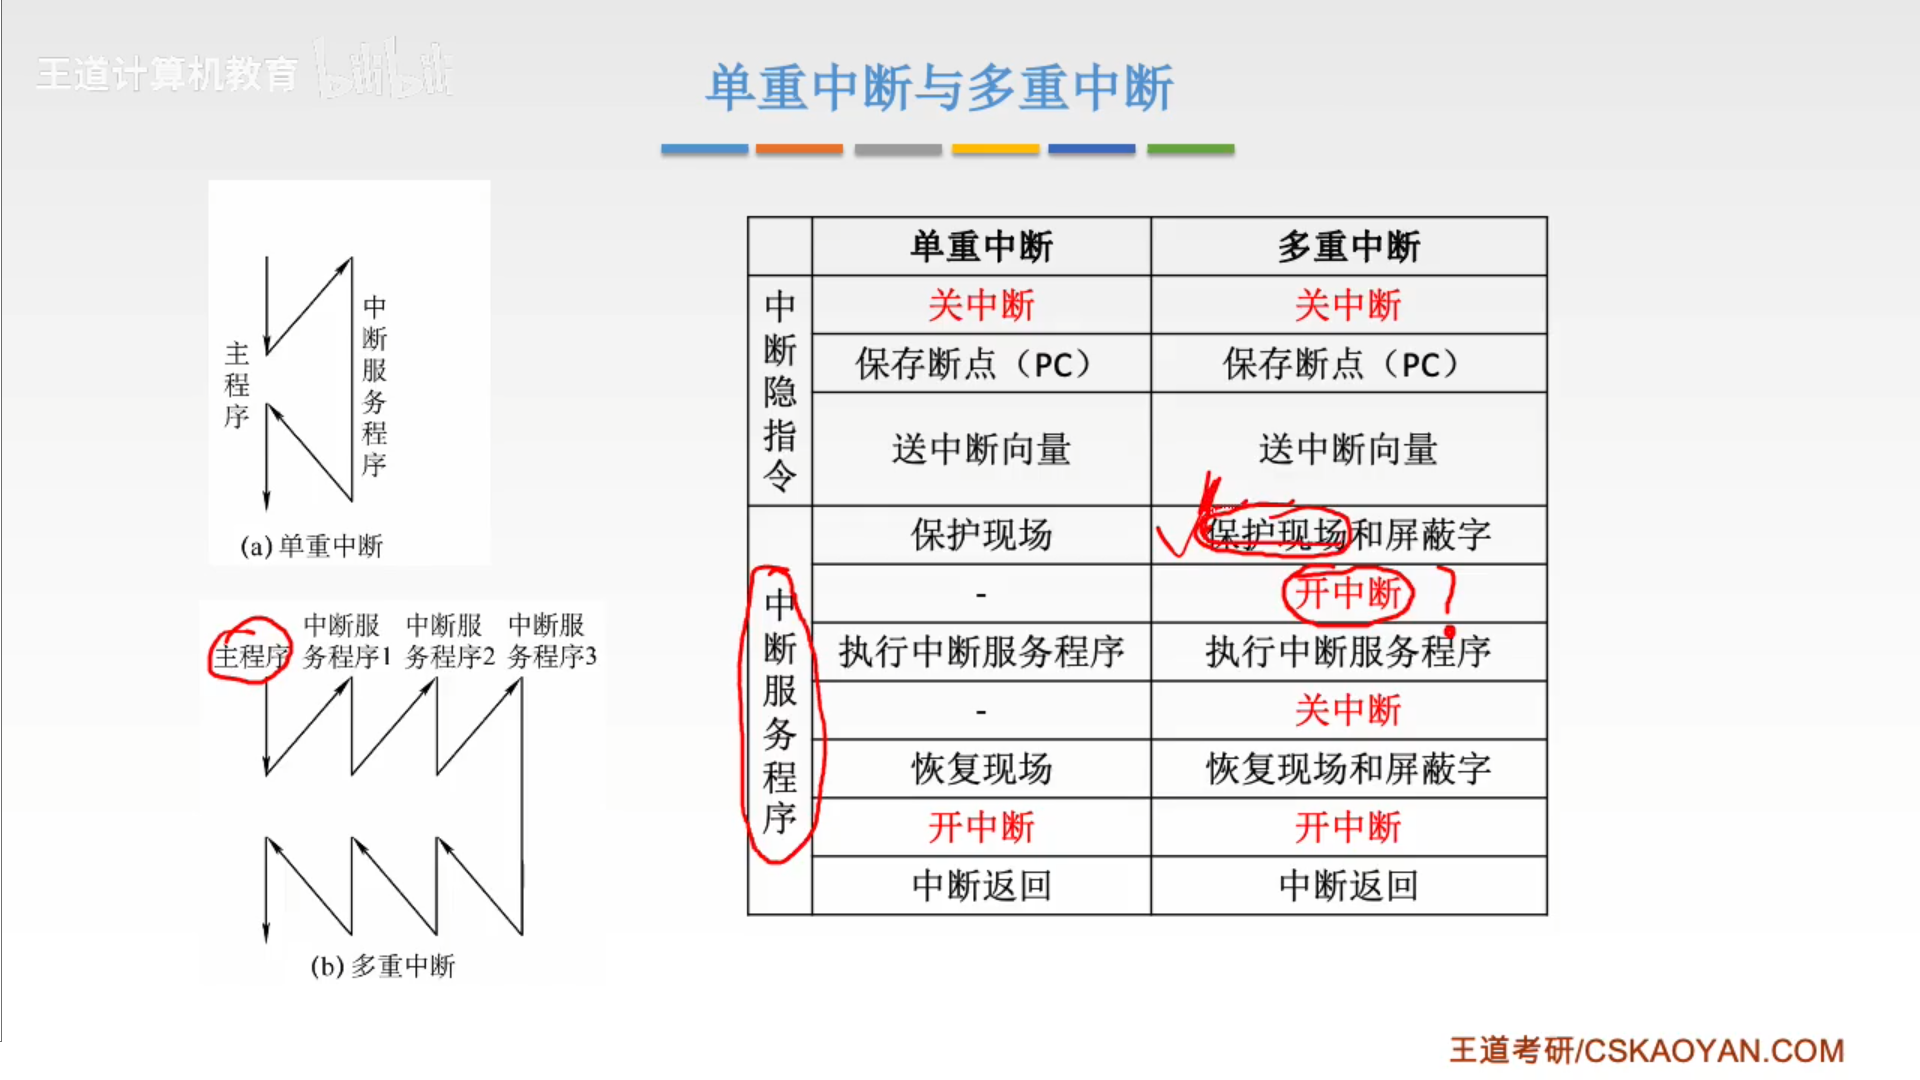 王道计算机教育 bilibili
单重中断与多重中断
主程序
中断服务程序
(a) 单重中断
主程序
中断服务程序1
中断服务程序2
中断服务程序3
(b) 多重中断
单重中断 多重中断
中断隐指令
关中断 关中断
保存断点（PC） 保存断点（PC）
送中断向量 送中断向量
中断服务程序
保护现场 保护现场和屏蔽字
- 开中断 ?
执行中断服务程序 执行中断服务程序
- 关中断
恢复现场 恢复现场和屏蔽字
开中断 开中断
中断返回 中断返回
王道考研/CSKAOYAN.COM